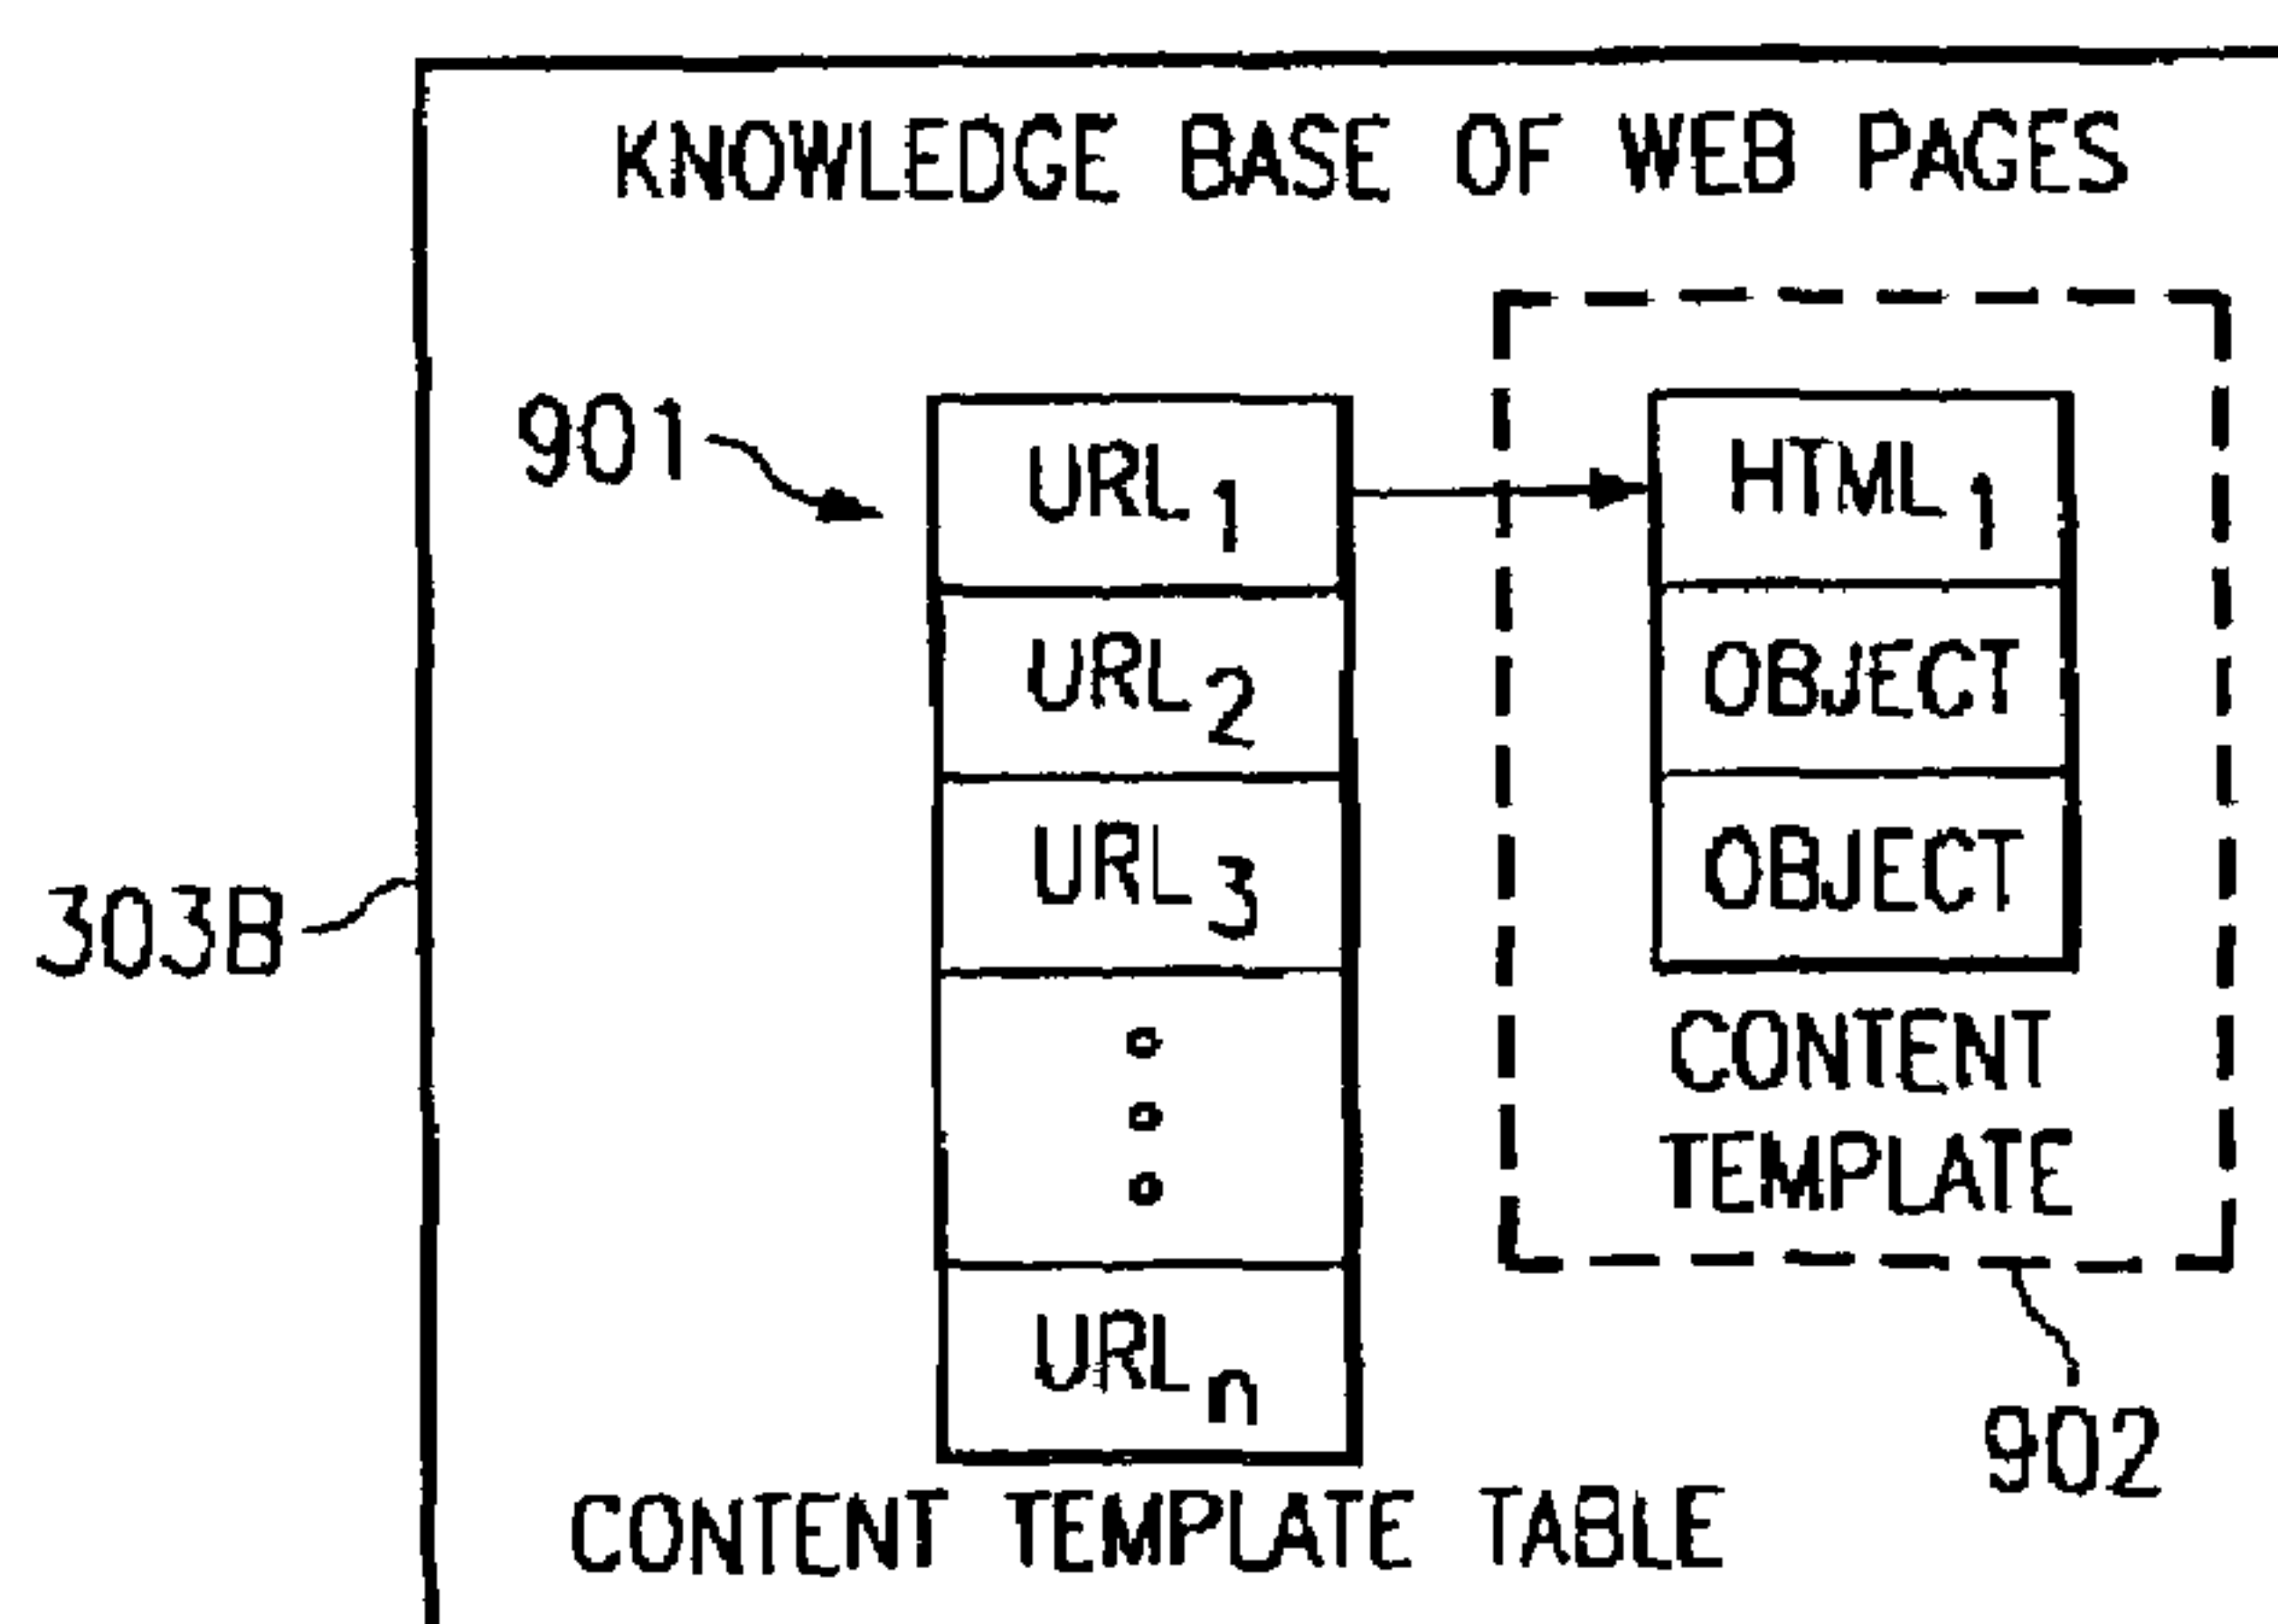 KNOWLEDGE BASE OF WEB PAGES
901
URL1
HTML1
URL2
OBJECT
URL3
OBJECT
303B
CONTENT
TEMPLATE
URLn
902
CONTENT TEMPLATE TABLE